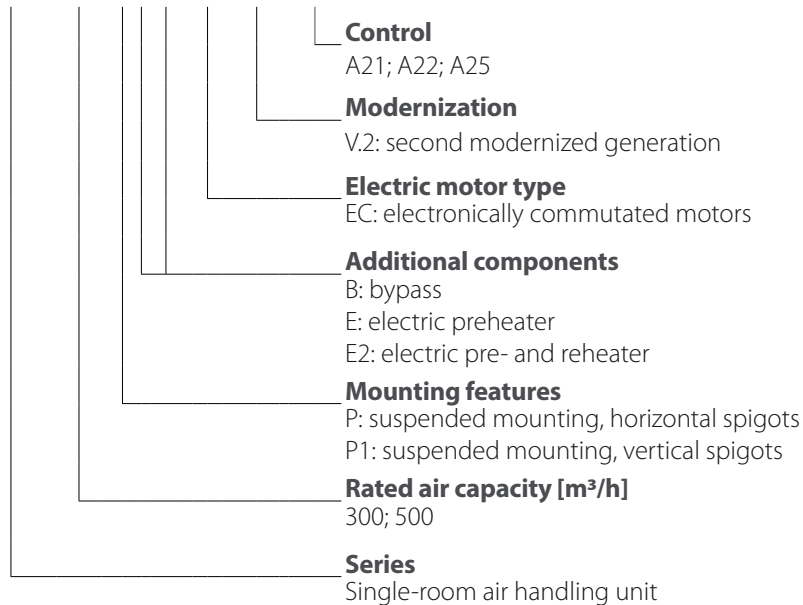 Control
A21; A22; A25
Modernization
V.2: second modernized generation
Electric motor type
EC: electronically commutated motors
Additional components
B: bypass
E: electric preheater
E2: electric pre- and reheater
Mounting features
P: suspended mounting, horizontal spigots
P1: suspended mounting, vertical spigots
Rated air capacity [m³/h]
300; 500
Series
Single-room air handling unit